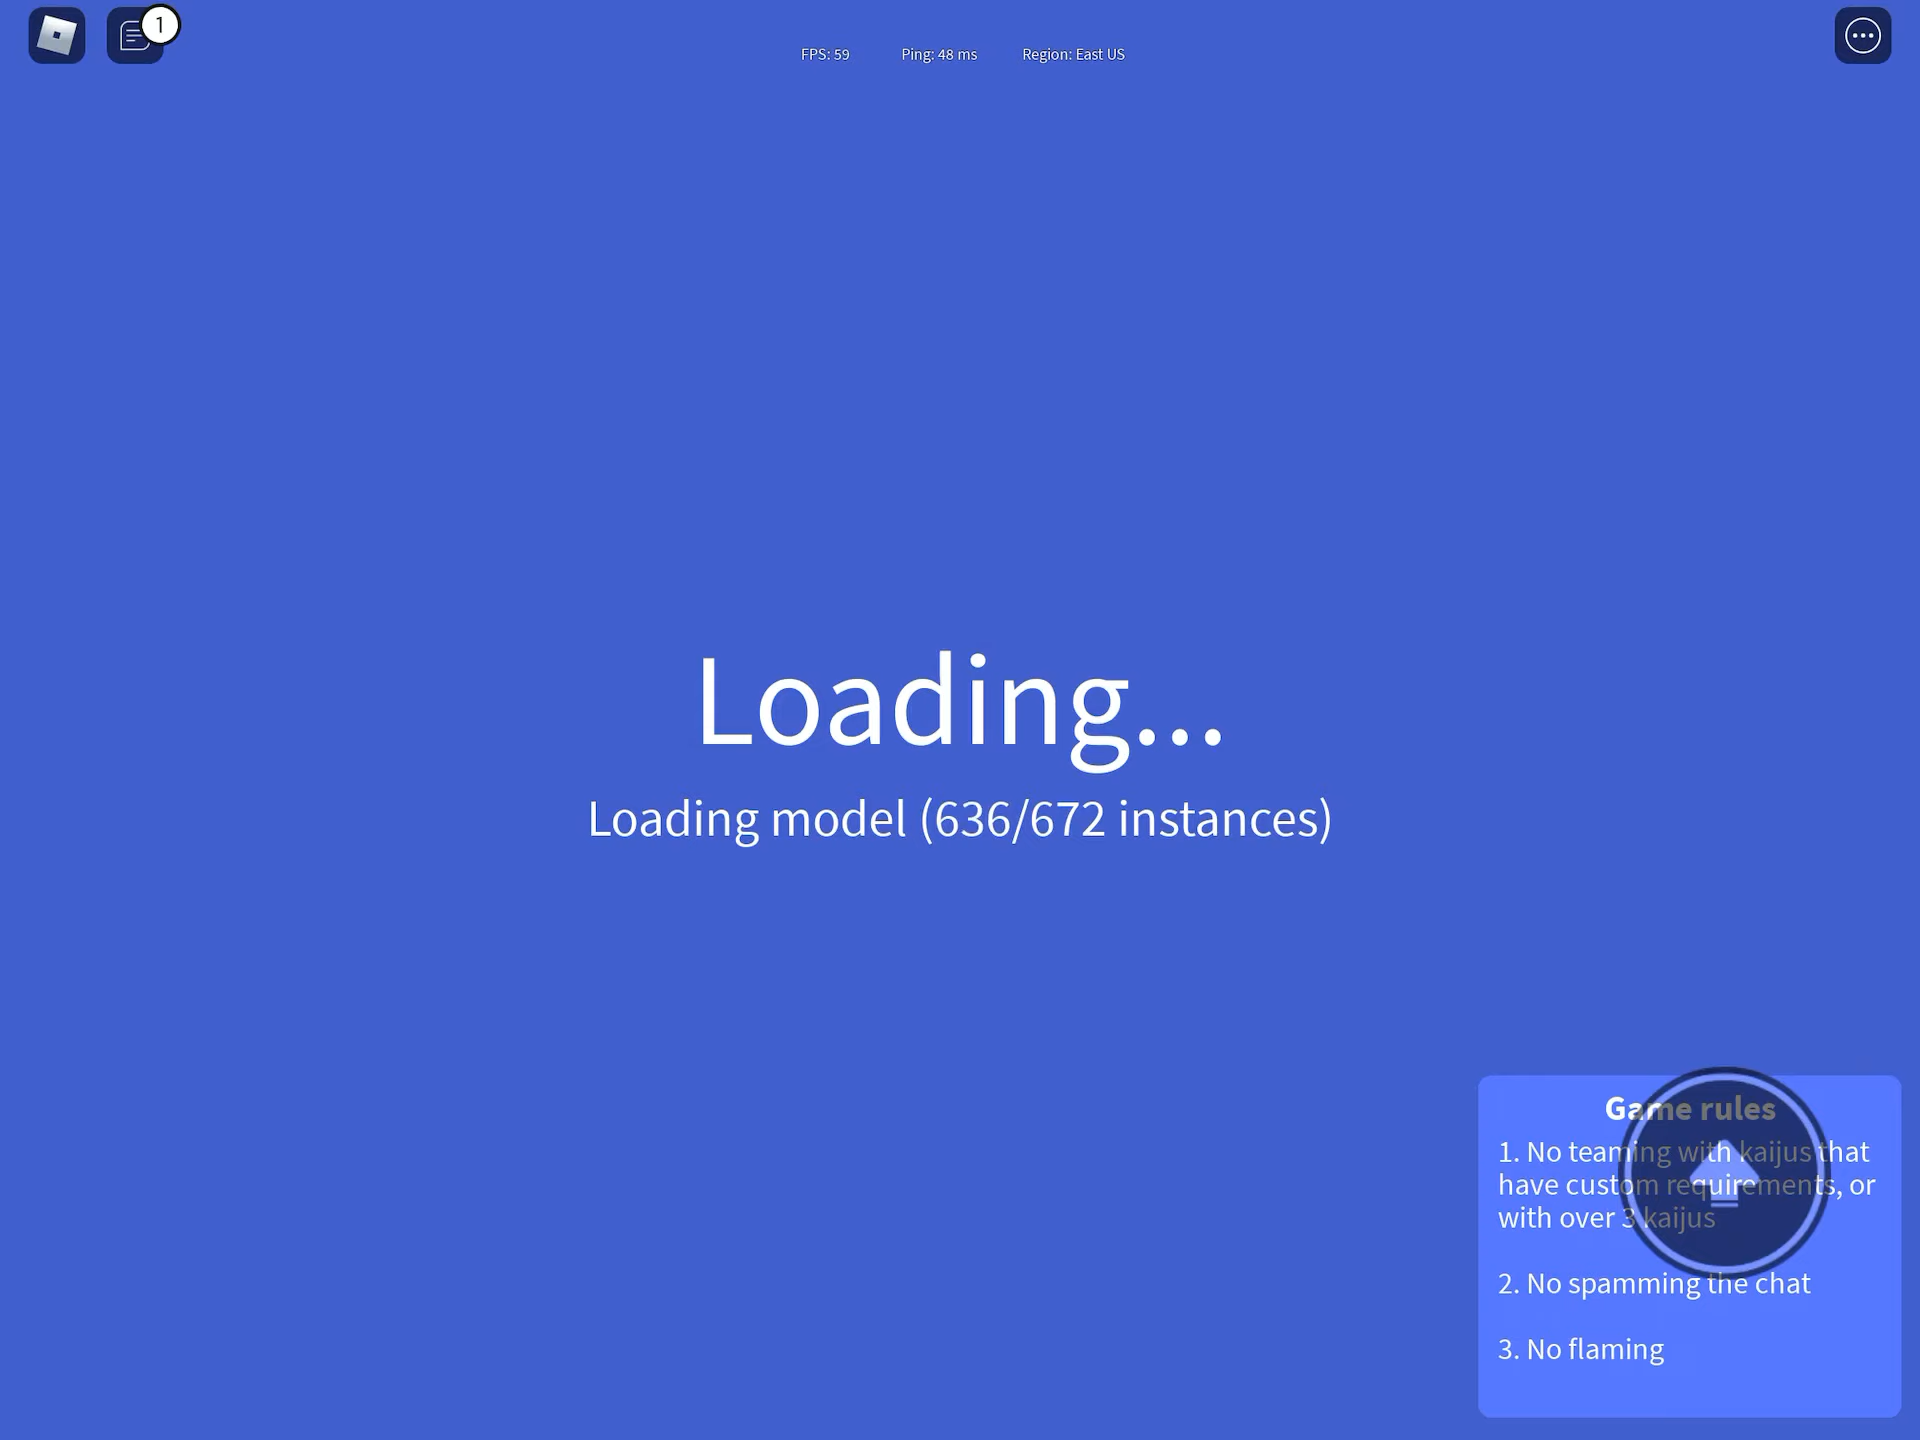 1
FPS: 59
Ping: 48 ms
Region: East US
Loading...
Loading model (636/672 instances)
Game rules
1. No teaming with kaijus that
have custom requirements, or
with over 3 kaijus
2. No spamming the chat
3. No flaming